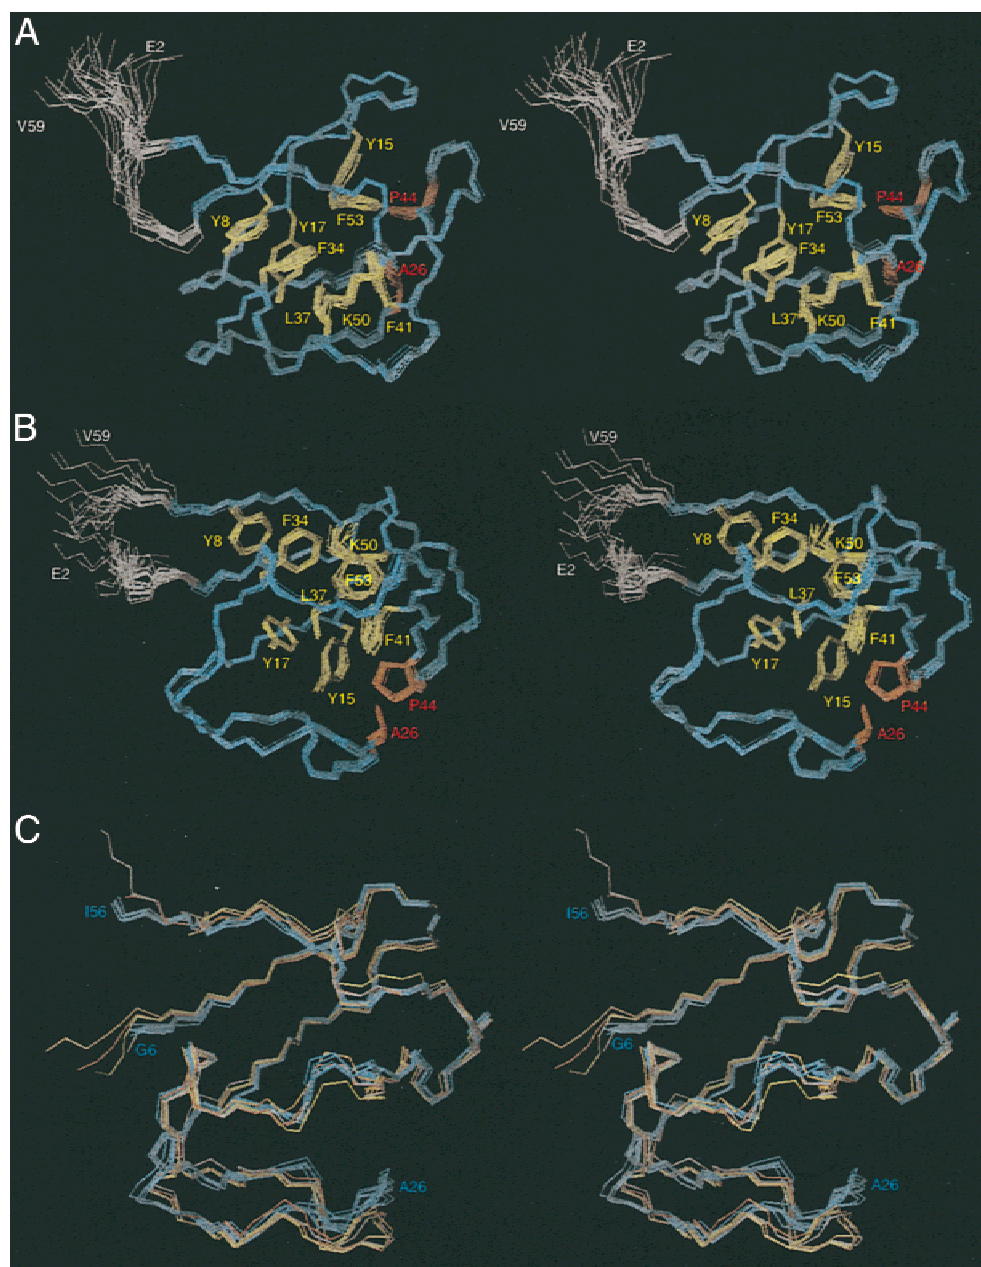 A
E2 E2
V59 V59
Y15 Y15
P44 P44
Y8 Y17 F53 Y8 Y17 F53
F34 F34
A26 A26
L37 K50 F41 L37 K50 F41
B
V59 V59
F34 F34
Y8 K50 Y8 K50
E2 F53 E2 F53
L37 L37
F41 F41
Y17 Y17
Y15 P44 Y15 P44
A26 A26
C
I56 I56
G6 G6
A26 A26